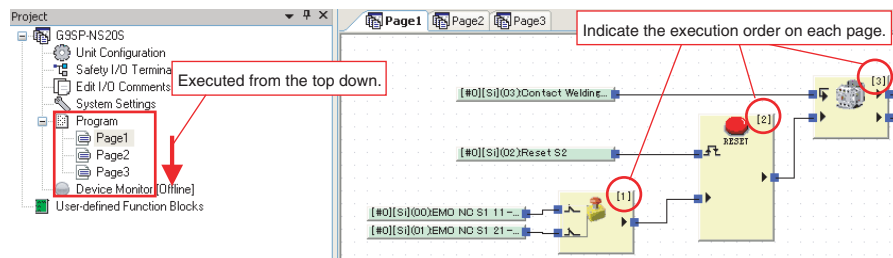 Project
G9SP-NS20S
Unit Configuration
Safety I/O Termina
Edit I/O Comments
System Settings
Program
Page1
Page2
Page3
Device Monitor [Offline]
User-defined Function Blocks
Executed from the top down.
Page1 Page2 Page3
Indicate the execution order on each page.
[#0][Si](03):Contact Welding...
[3]
[2]
RESET
[#0][Si](02):Reset S2
[1]
[#0][Si](00):EMO NC S1 11-...
[#0][Si](01):EMO NC S1 21-...